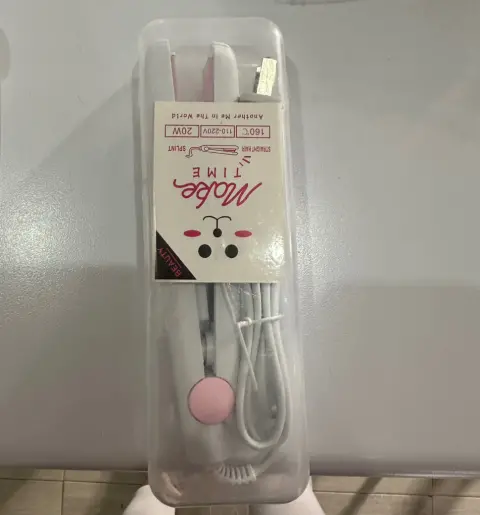 BEAUTY
Make
TIME
STRAIGHT HAIR
SPLINT
160°C
110-220V
20W
Another Me In The World